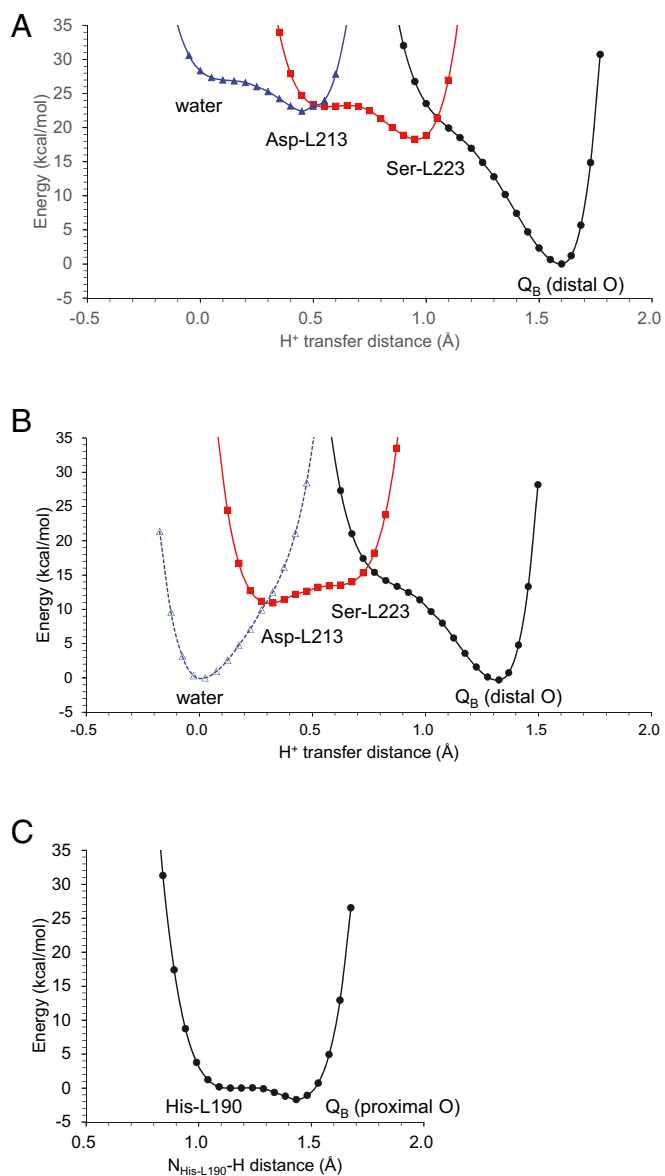 A
35
30
25
20
15
10
5
0
-5
Energy (kcal/mol)
water
Asp-L213
Ser-L223
Q_B (distal O)
-0.5 0.0 0.5 1.0 1.5 2.0
H⁺ transfer distance (Å)
B
35
30
25
20
15
10
5
0
-5
Energy (kcal/mol)
water
Asp-L213
Ser-L223
Q_B (distal O)
-0.5 0.0 0.5 1.0 1.5 2.0
H⁺ transfer distance (Å)
C
35
30
25
20
15
10
5
0
-5
Energy (kcal/mol)
His-L190
Q_B (proximal O)
0.5 1.0 1.5 2.0
N_His-L190-H distance (Å)